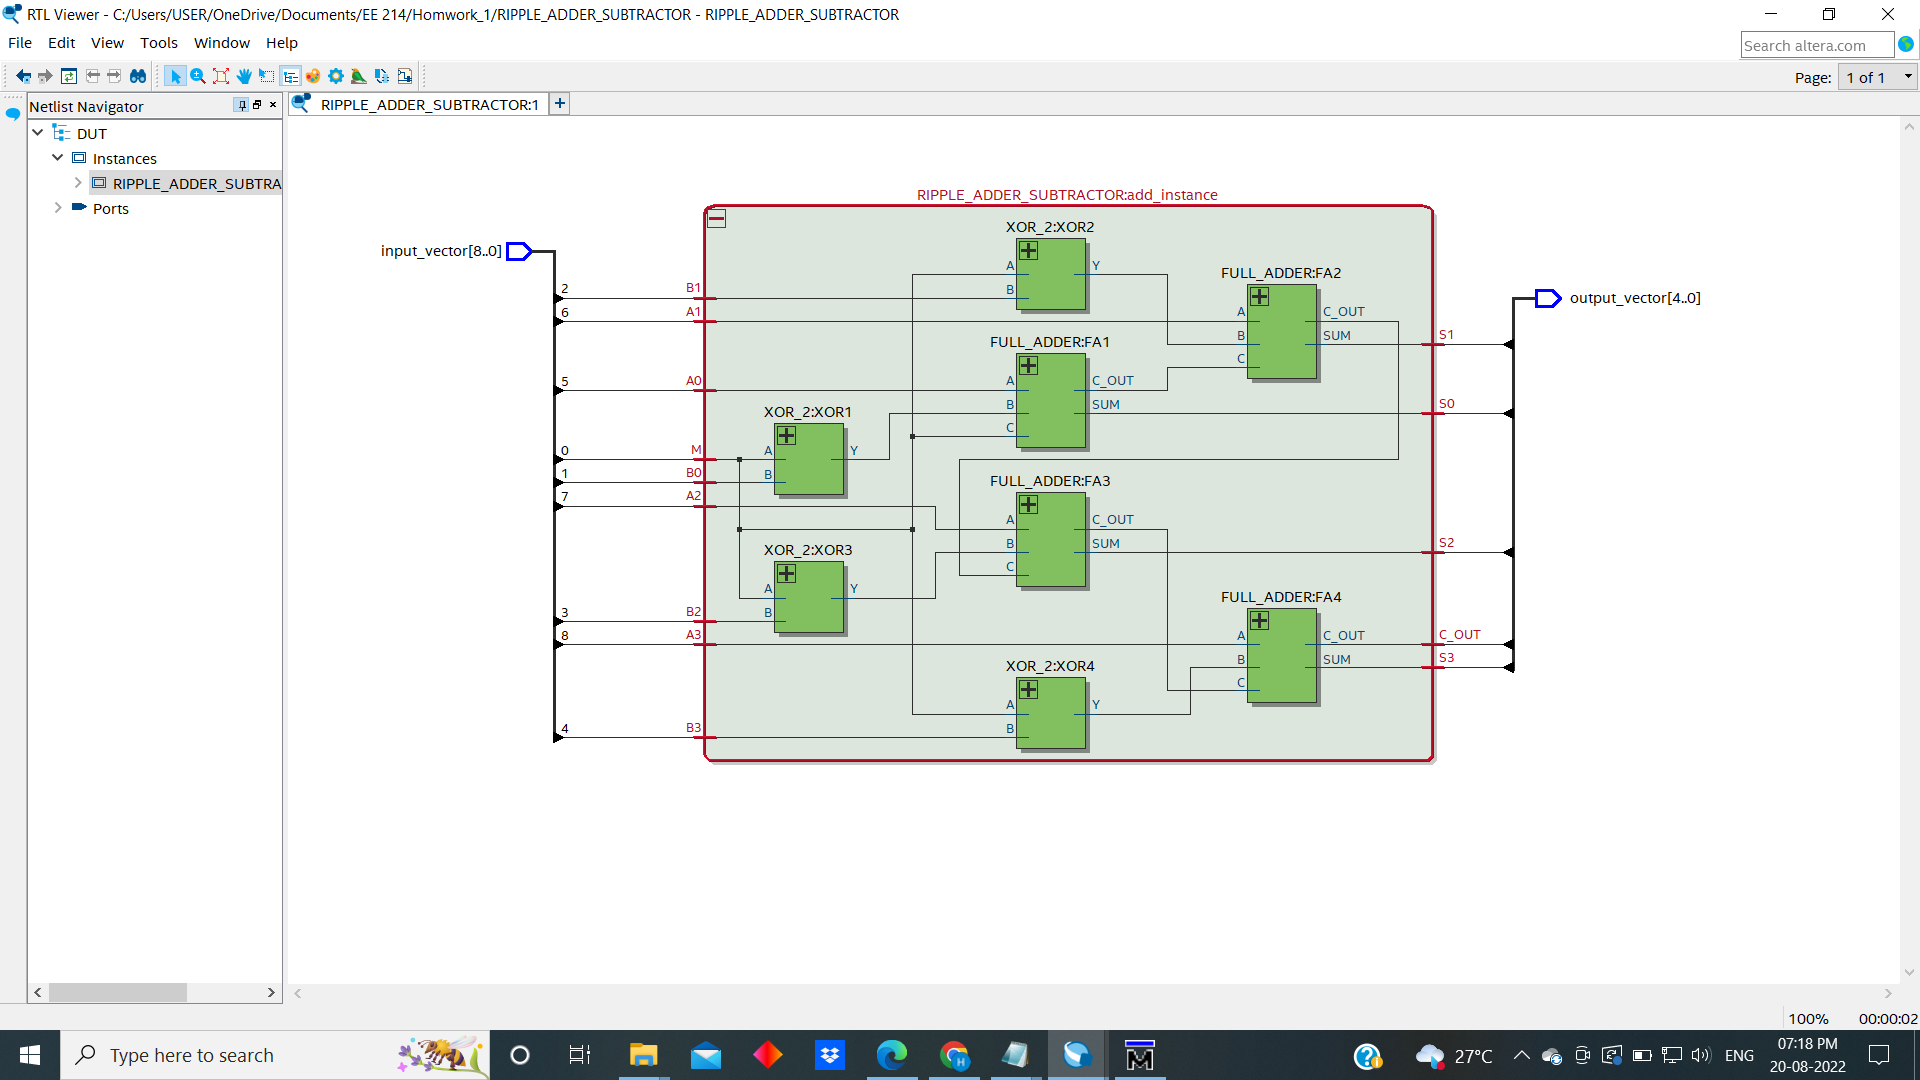 RTL Viewer - C:/Users/USER/OneDrive/Documents/EE 214/Homwork_1/RIPPLE_ADDER_SUBTRACTOR - RIPPLE_ADDER_SUBTRACTOR
File Edit View Tools Window Help
Search altera.com
Page: 1 of 1
Netlist Navigator
RIPPLE_ADDER_SUBTRACTOR:1
DUT
Instances
RIPPLE_ADDER_SUBTRA
Ports
RIPPLE_ADDER_SUBTRACTOR:add_instance
XOR_2:XOR2
input_vector[8..0]
A Y
FULL_ADDER:FA2
2 B1 B
output_vector[4..0]
6 A1 A C_OUT
B SUM S1
FULL_ADDER:FA1
C
5 A0 A C_OUT
B SUM S0
XOR_2:XOR1
C
0 M A Y
1 B0 B
FULL_ADDER:FA3
7 A2
A C_OUT
B SUM S2
XOR_2:XOR3
C
A Y
FULL_ADDER:FA4
3 B2 B
8 A3 A C_OUT C_OUT
B SUM S3
XOR_2:XOR4
C
A Y
4 B3 B
100% 00:00:02
Type here to search
27°C
ENG
07:18 PM
20-08-2022